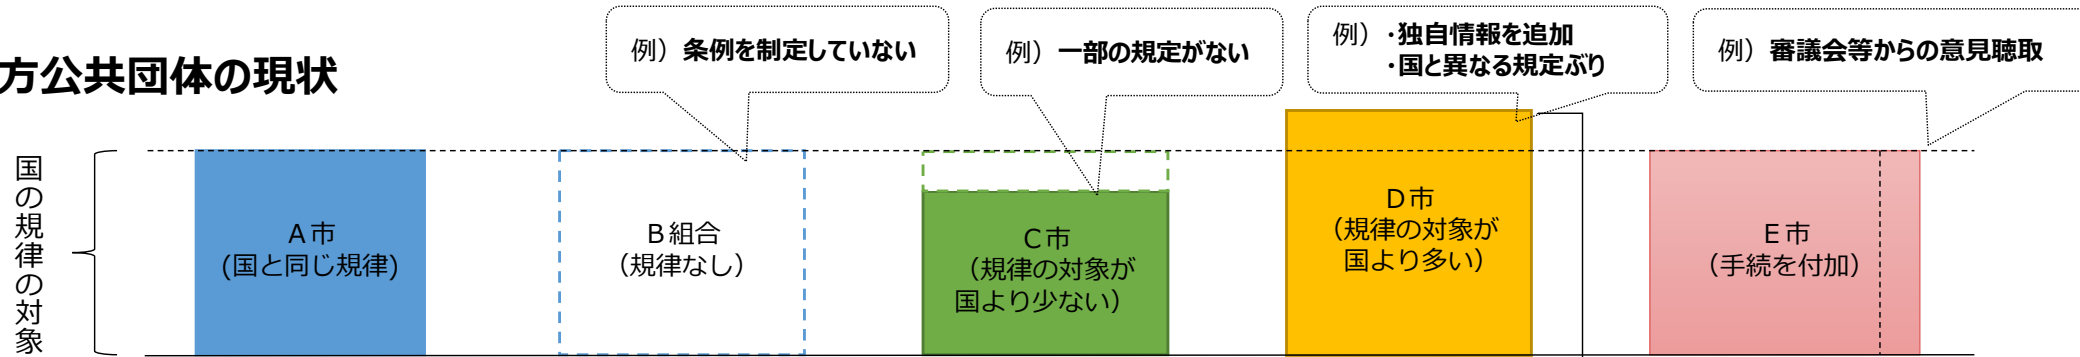 方公共団体の現状
例）条例を制定していない
例）一部の規定がない
例）・独自情報を追加
・国と異なる規定ぶり
例）審議会等からの意見聴取
国の規律の対象
A市
(国と同じ規律)
B組合
（規律なし）
C市
（規律の対象が
国より少ない）
D市
（規律の対象が
国より多い）
E市
（手続を付加）